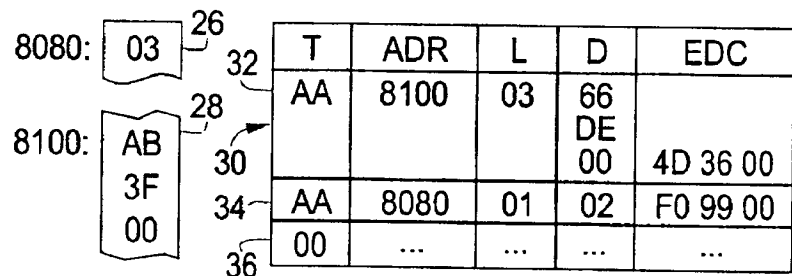 8080: 03 26
8100: AB 28
3F
00
T ADR L D EDC
32 AA 8100 03 66
DE
30 00 4D 36 00
34 AA 8080 01 02 F0 99 00
36 00 ... ... ... ...